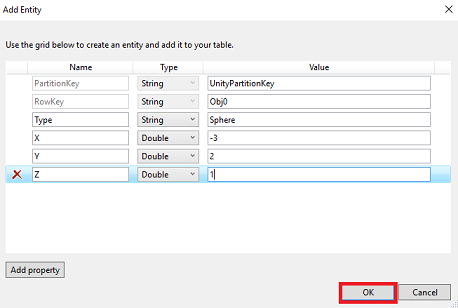 Add Entity
Use the grid below to create an entity and add it to your table.
Name Type Value
PartitionKey String UnityPartitionKey
RowKey String Obj0
Type String Sphere
X Double -3
Y Double 2
Z Double 1
Add property
OK Cancel